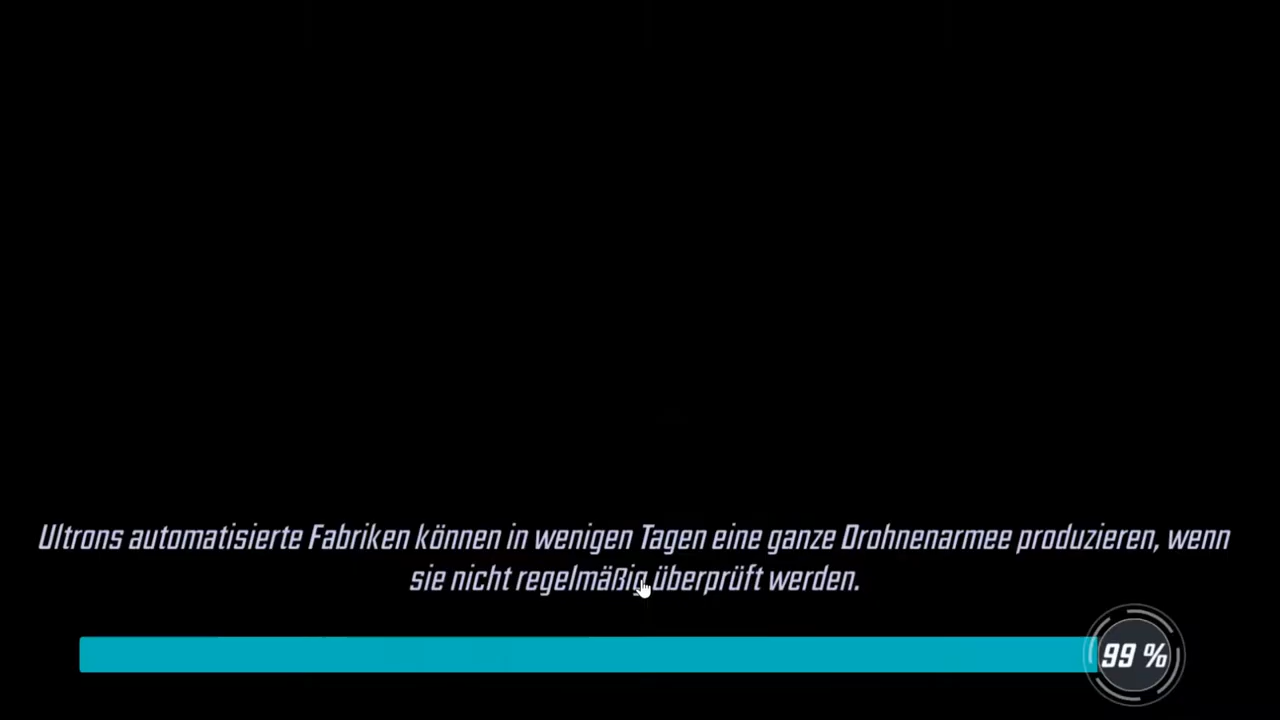 Ultrons automatisierte Fabriken können in wenigen Tagen eine ganze Drohnenarmee produzieren, wenn
sie nicht regelmäßig überprüft werden.
99 %